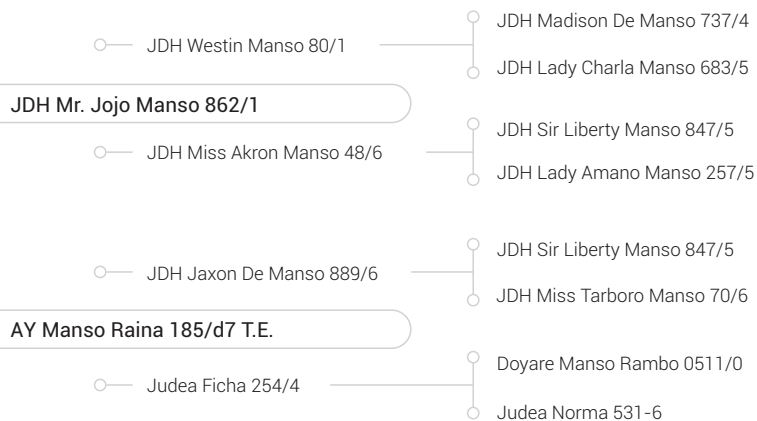 JDH Madison De Manso 737/4
JDH Westin Manso 80/1
JDH Lady Charla Manso 683/5
JDH Mr. Jojo Manso 862/1
JDH Sir Liberty Manso 847/5
JDH Miss Akron Manso 48/6
JDH Lady Amano Manso 257/5
JDH Sir Liberty Manso 847/5
JDH Jaxon De Manso 889/6
JDH Miss Tarboro Manso 70/6
AY Manso Raina 185/d7 T.E.
Doyare Manso Rambo 0511/0
Judea Ficha 254/4
Judea Norma 531-6